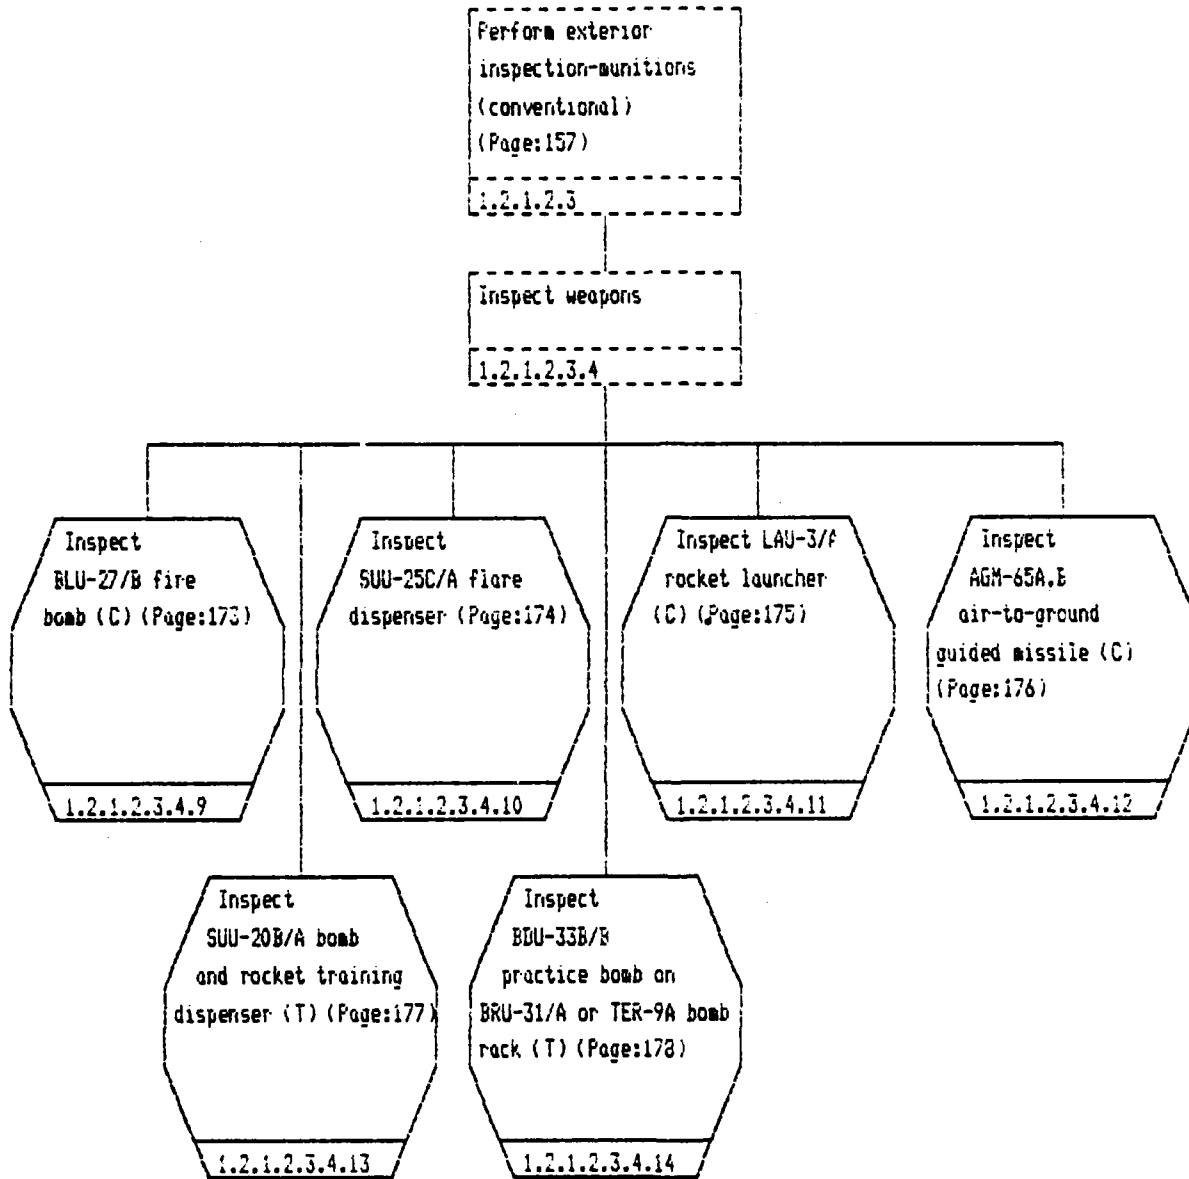 Perform exterior
inspection-munitions
(conventional)
(Page:157)
1.2.1.2.3
Inspect weapons
1.2.1.2.3.4
Inspect
BLU-27/B fire
bomb (C) (Page:173)
1.2.1.2.3.4.9
Inspect
SUU-25C/A flare
dispenser (Page:174)
1.2.1.2.3.4.10
Inspect LAU-3/A
rocket launcher
(C) (Page:175)
1.2.1.2.3.4.11
Inspect
AGM-65A,B
air-to-ground
guided missile (C)
(Page:176)
1.2.1.2.3.4.12
Inspect
SUU-20B/A bomb
and rocket training
dispenser (T) (Page:177)
1.2.1.2.3.4.13
Inspect
BDU-33B/B
practice bomb on
BRU-31/A or TER-9A bomb
rack (T) (Page:178)
1.2.1.2.3.4.14